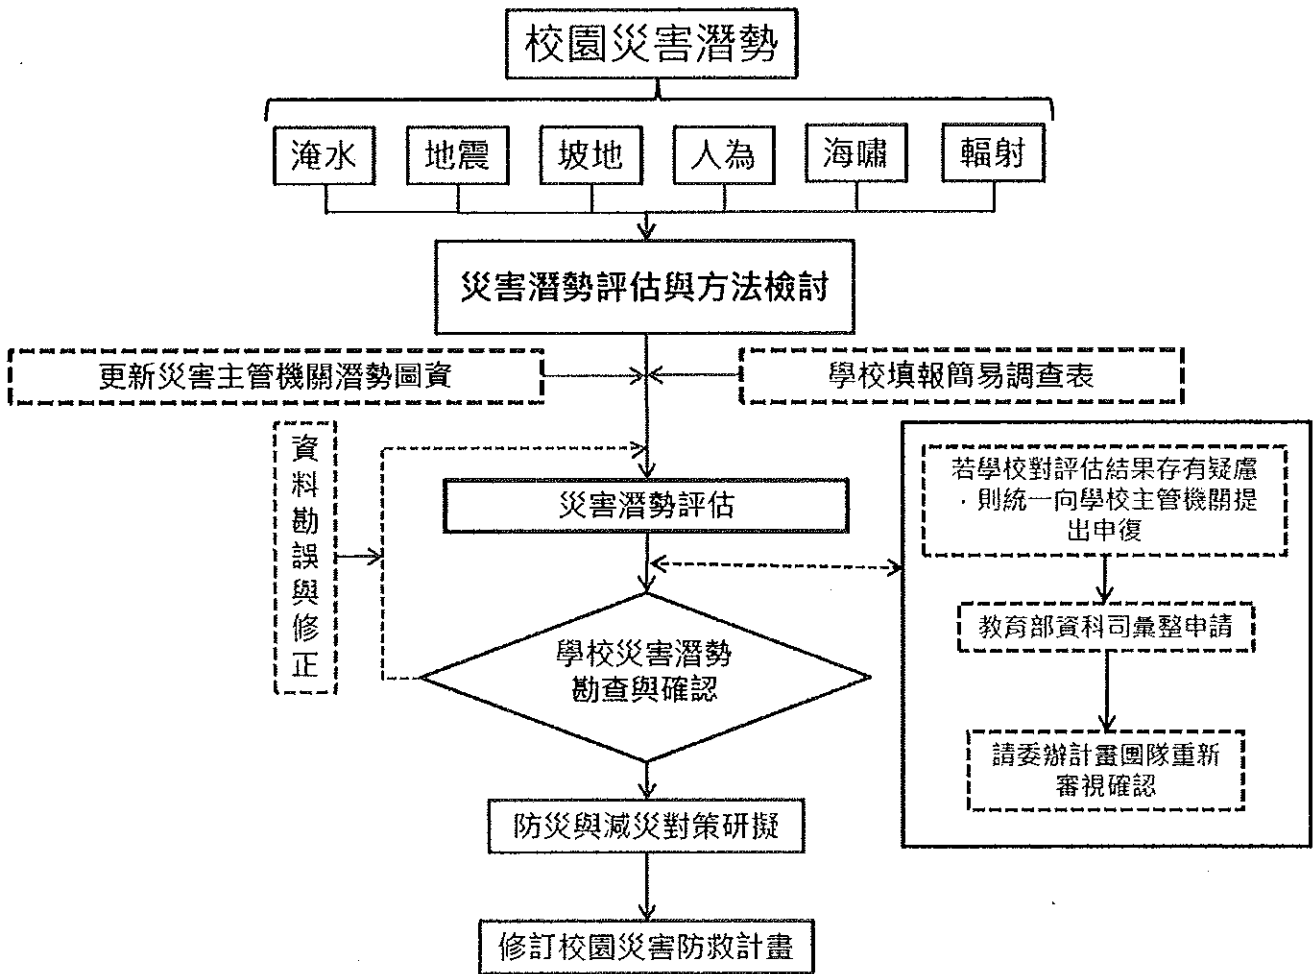 校園災害潛勢
淹水
地震
坡地
人為
海嘯
輻射
災害潛勢評估與方法檢討
更新災害主管機關潛勢圖資
學校填報簡易調查表
資料勘誤與修正
災害潛勢評估
若學校對評估結果存有疑慮
，則統一向學校主管機關提
出申復
教育部資科司彙整申請
請委辦計畫團隊重新
審視確認
學校災害潛勢
勘查與確認
防災與減災對策研擬
修訂校園災害防救計畫